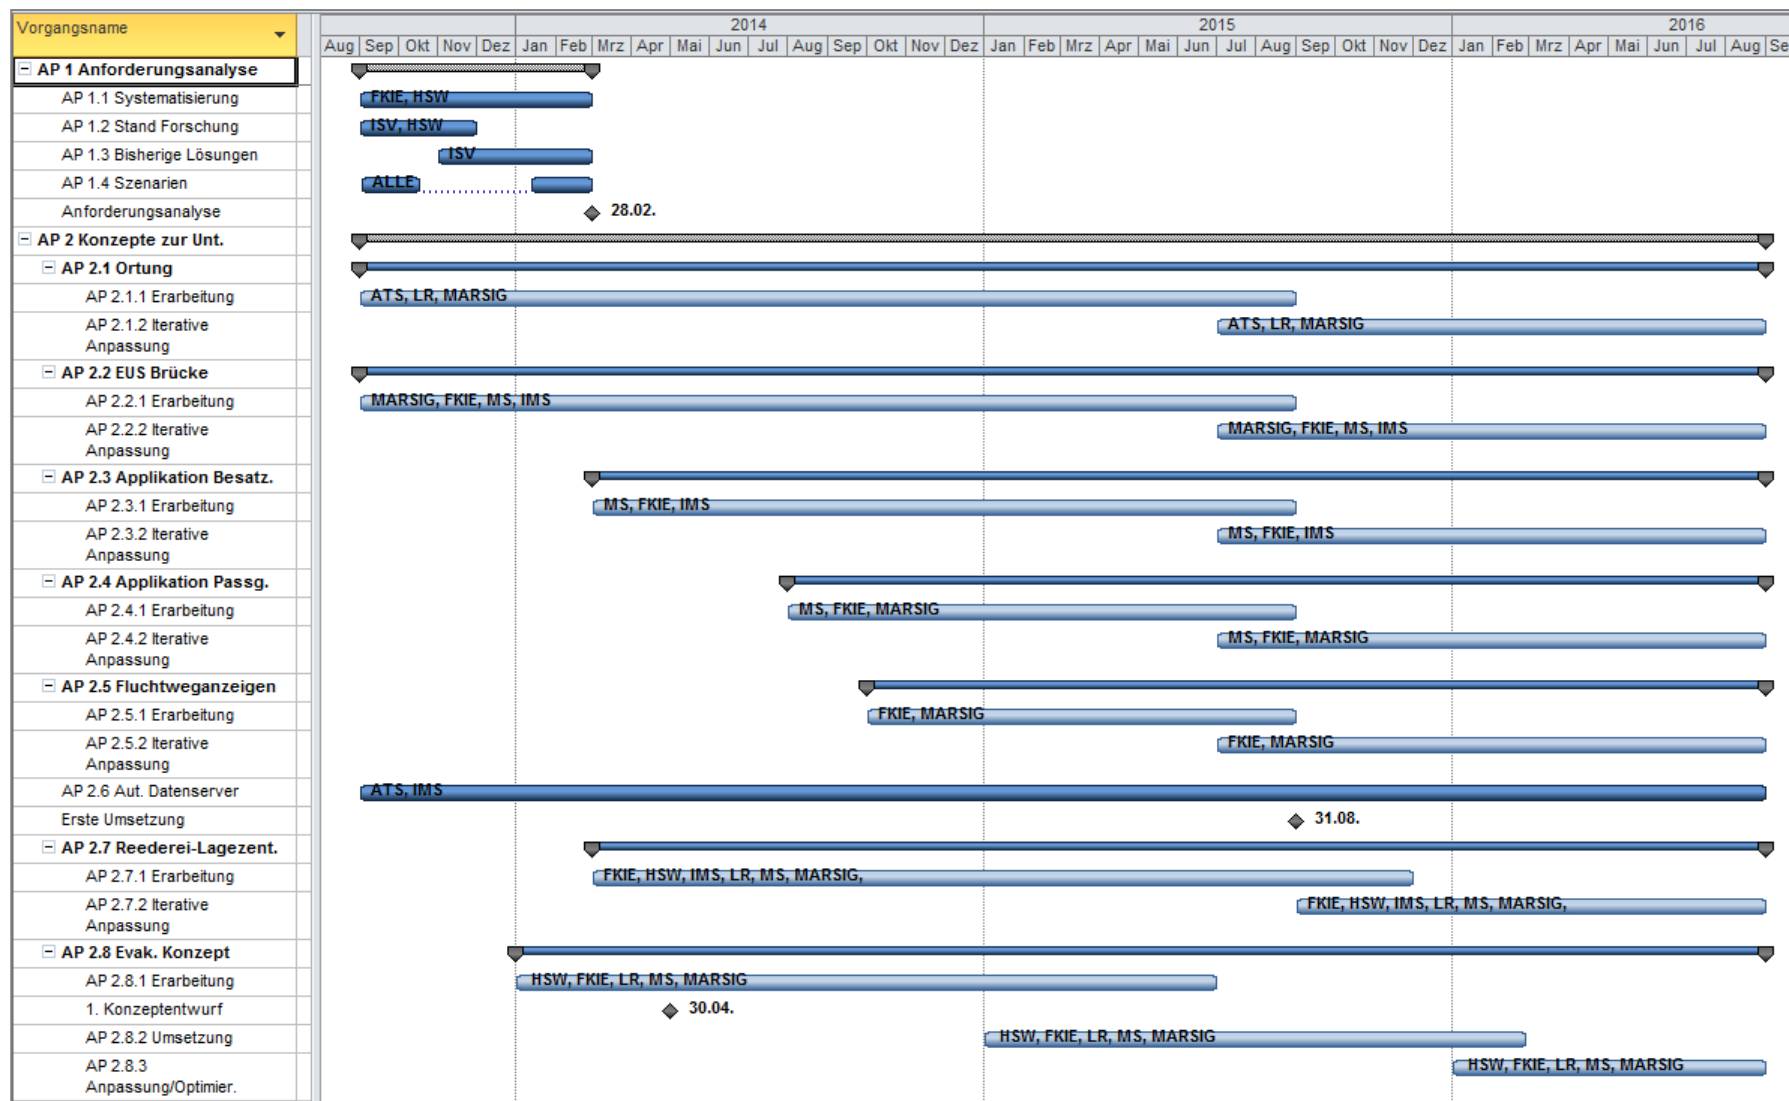 Vorgangsname
2014 2015 2016
Aug Sep Okt Nov Dez Jan Feb Mrz Apr Mai Jun Jul Aug Sep Okt Nov Dez Jan Feb Mrz Apr Mai Jun Jul Aug Sep Okt Nov Dez Jan Feb Mrz Apr Mai Jun Jul Aug Se
AP 1 Anforderungsanalyse
AP 1.1 Systematisierung FKIE, HSW
AP 1.2 Stand Forschung ISV, HSW
AP 1.3 Bisherige Lösungen ISV
AP 1.4 Szenarien ALLE
Anforderungsanalyse 28.02.
AP 2 Konzepte zur Unt.
AP 2.1 Ortung
AP 2.1.1 Erarbeitung ATS, LR, MARSIG
AP 2.1.2 Iterative ATS, LR, MARSIG
Anpassung
AP 2.2 EUS Brücke
AP 2.2.1 Erarbeitung MARSIG, FKIE, MS, IMS
AP 2.2.2 Iterative MARSIG, FKIE, MS, IMS
Anpassung
AP 2.3 Applikation Besatz.
AP 2.3.1 Erarbeitung MS, FKIE, IMS
AP 2.3.2 Iterative MS, FKIE, IMS
Anpassung
AP 2.4 Applikation Passg.
AP 2.4.1 Erarbeitung MS, FKIE, MARSIG
AP 2.4.2 Iterative MS, FKIE, MARSIG
Anpassung
AP 2.5 Fluchtweganzeigen
AP 2.5.1 Erarbeitung FKIE, MARSIG
AP 2.5.2 Iterative FKIE, MARSIG
Anpassung
AP 2.6 Aut. Datenserver ATS, IMS
Erste Umsetzung 31.08.
AP 2.7 Reederei-Lagezent.
AP 2.7.1 Erarbeitung FKIE, HSW, IMS, LR, MS, MARSIG,
AP 2.7.2 Iterative FKIE, HSW, IMS, LR, MS, MARSIG,
Anpassung
AP 2.8 Evak. Konzept
AP 2.8.1 Erarbeitung HSW, FKIE, LR, MS, MARSIG
1. Konzeptentwurf 30.04.
AP 2.8.2 Umsetzung HSW, FKIE, LR, MS, MARSIG
AP 2.8.3 HSW, FKIE, LR, MS, MARSIG
Anpassung/Optimier.